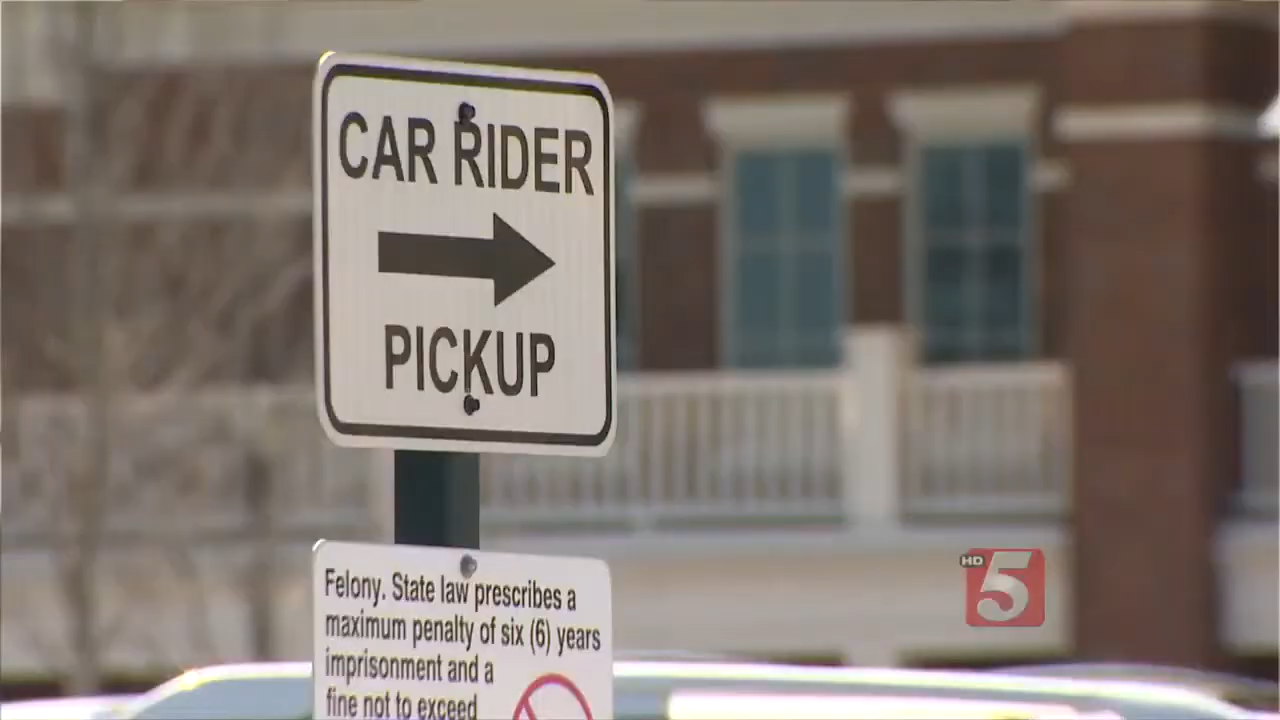 CAR RIDER
PICKUP
Felony. State law prescribes a
maximum penalty of six (6) years
imprisonment and a
fine not to exceed
HD 5